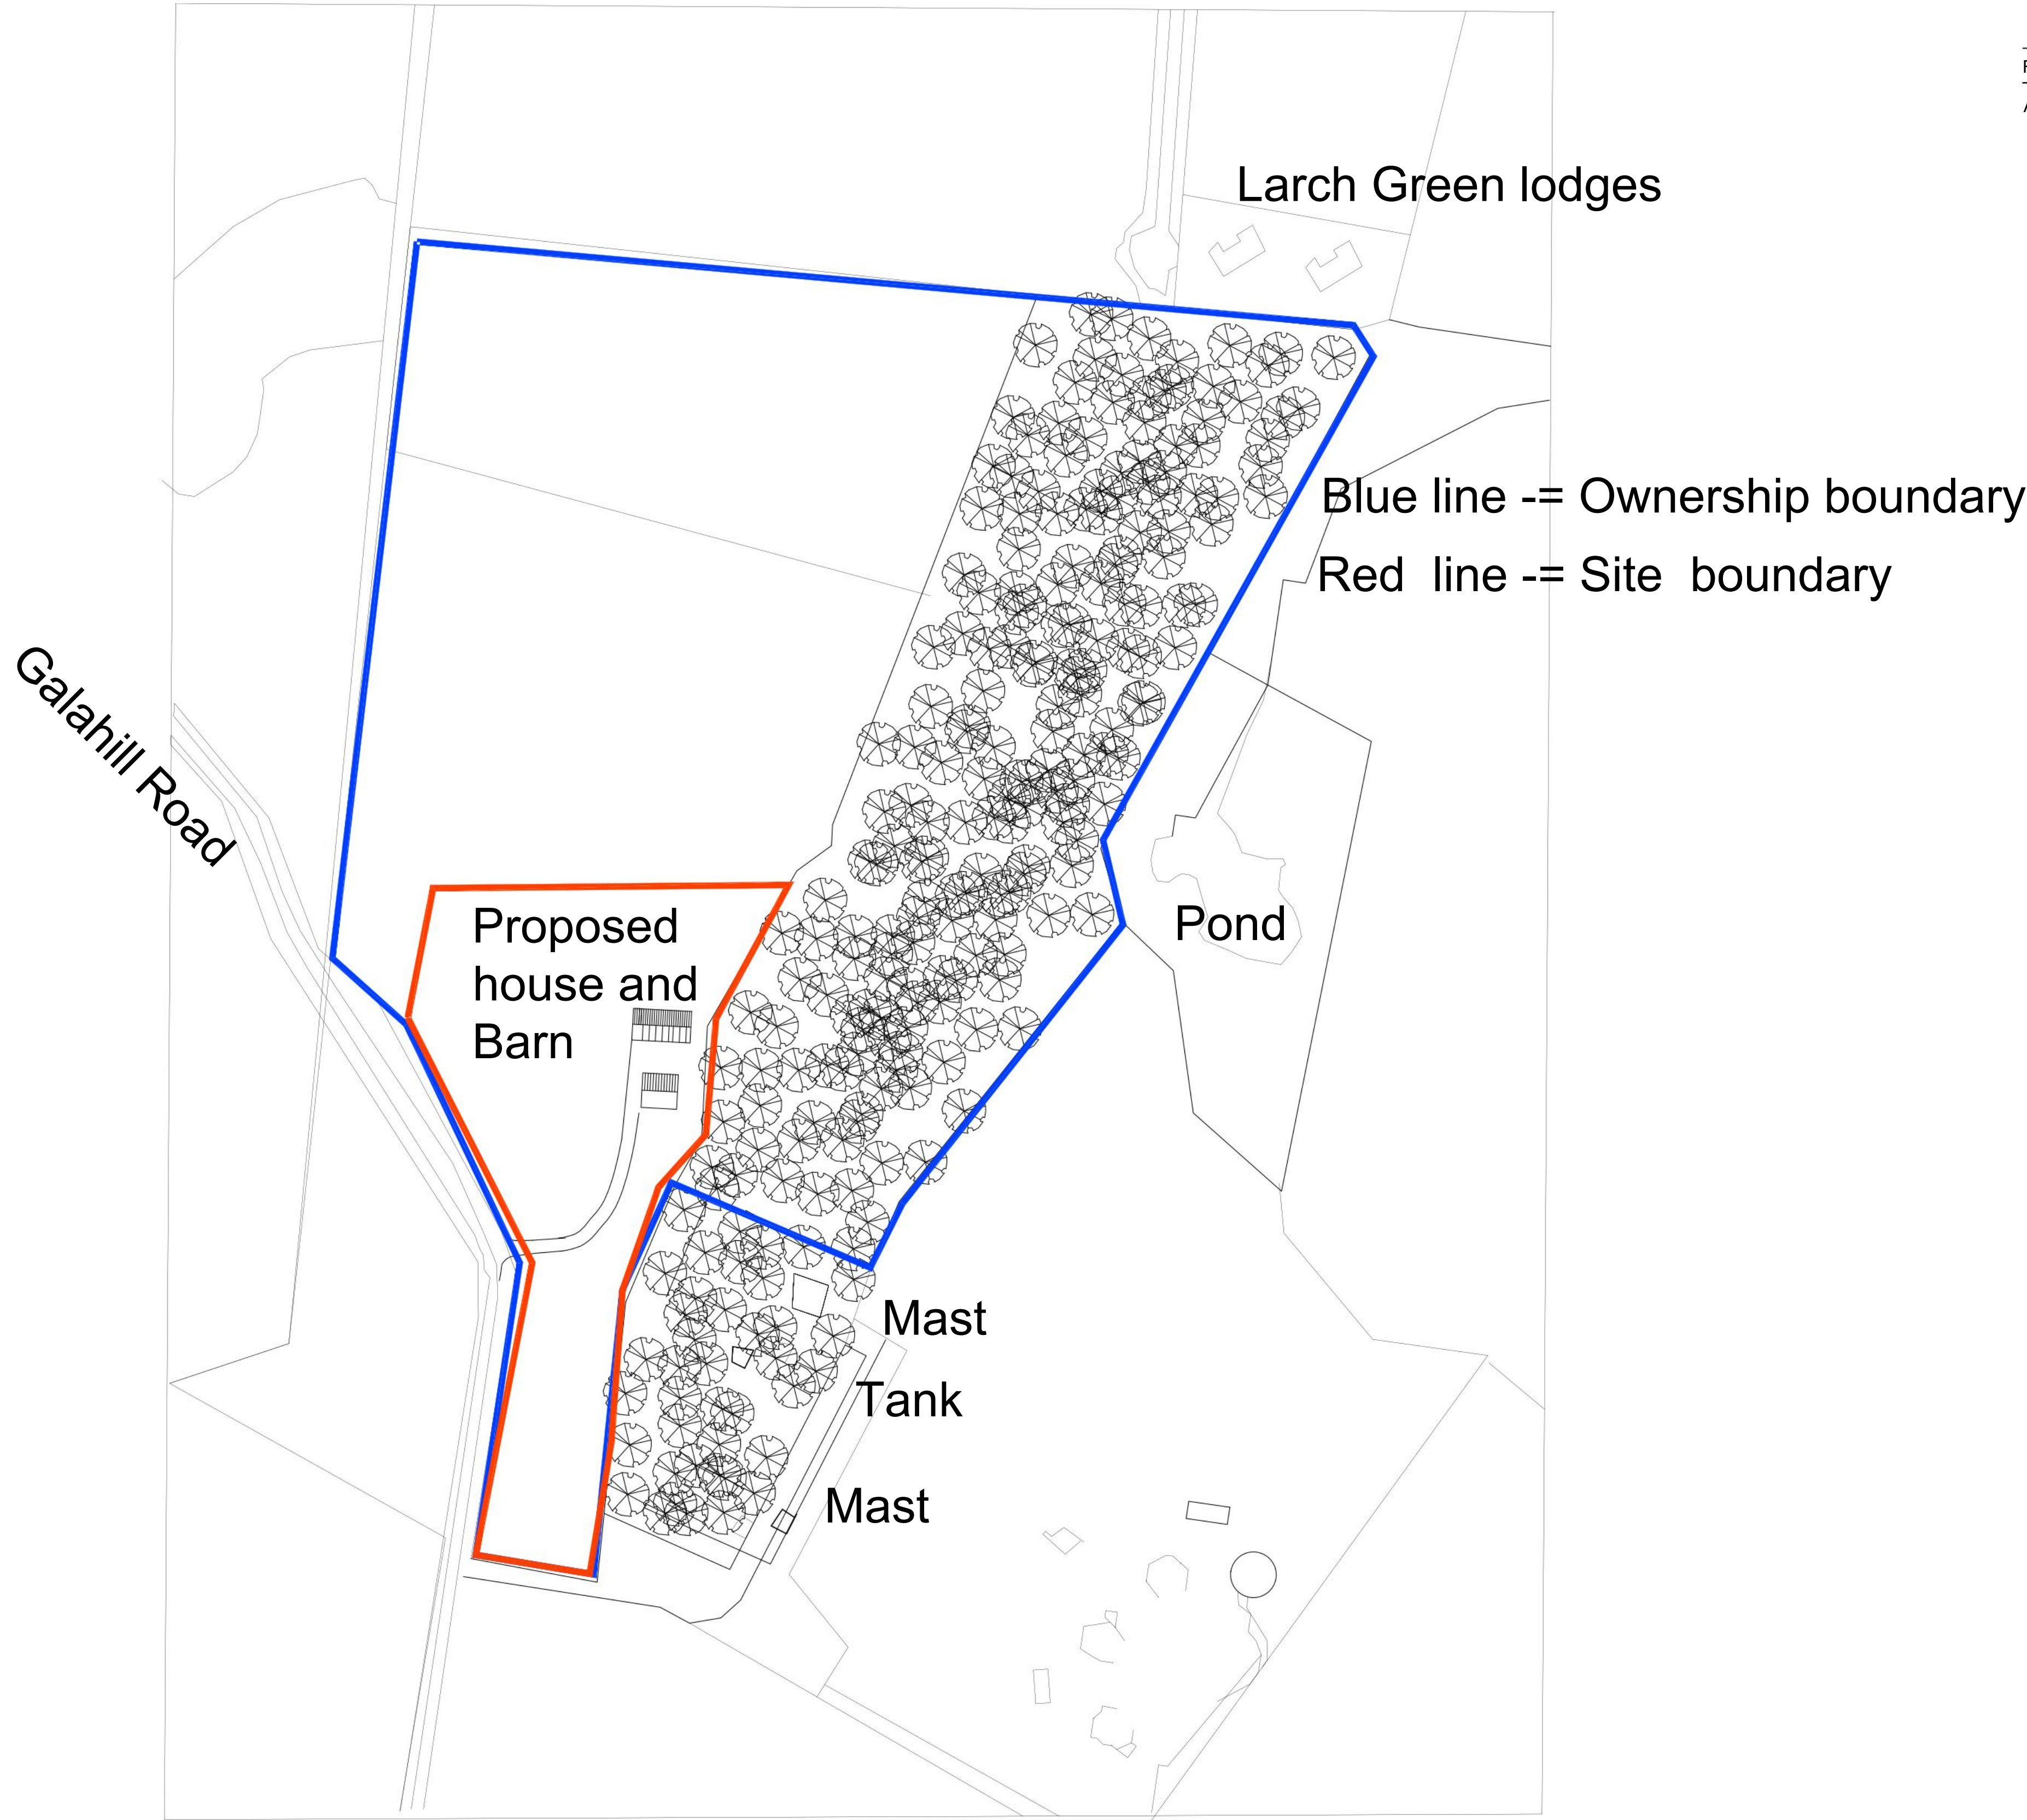 Larch Green lodges
Blue line -= Ownership boundary
Red line -= Site boundary
Galahill Road
Proposed
house and
Barn
Pond
Mast
Tank
Mast